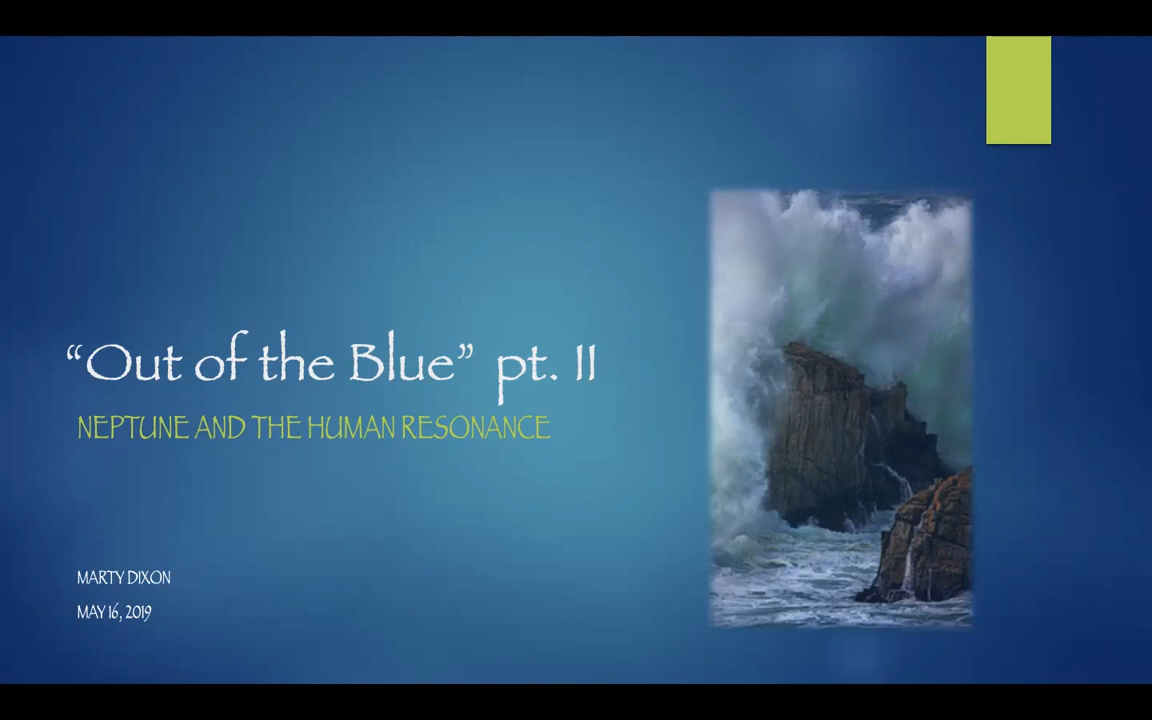 “Out of the Blue” pt. II
NEPTUNE AND THE HUMAN RESONANCE
MARTY DIXON
MAY 16, 2019